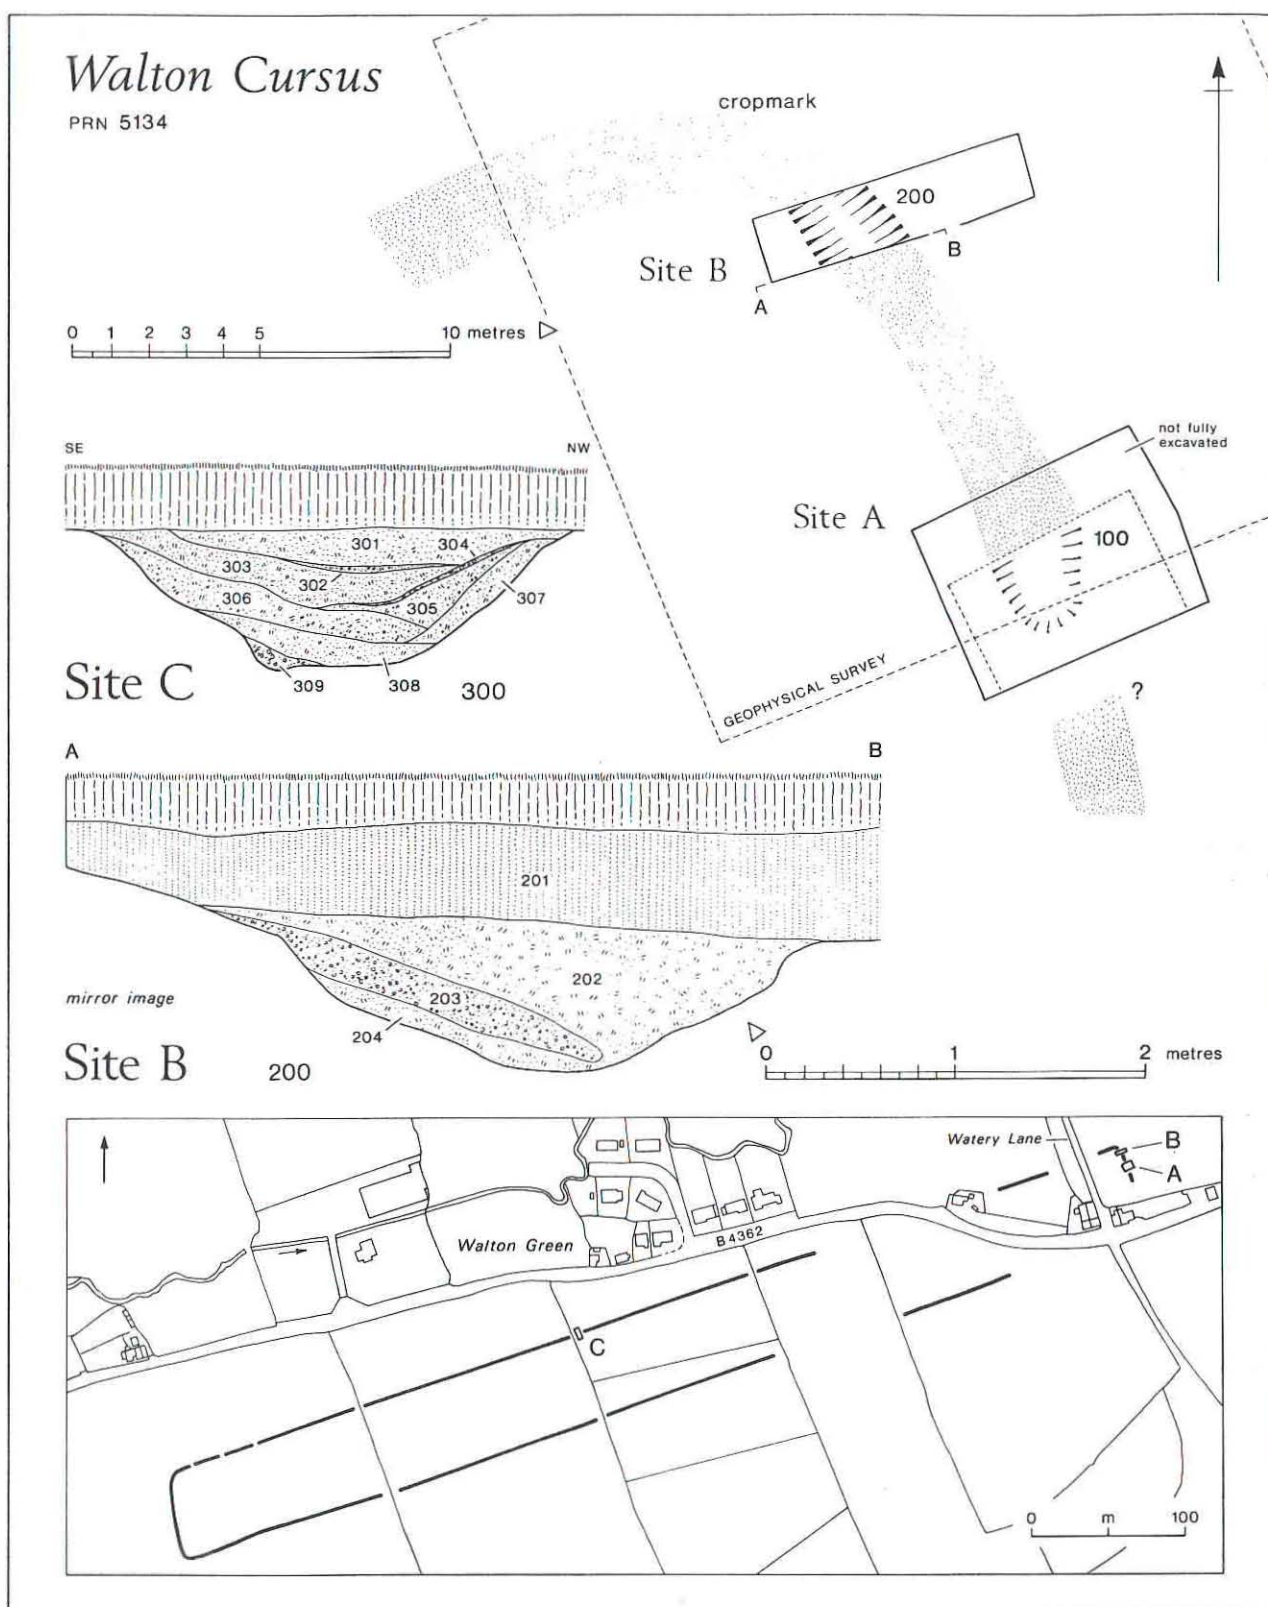 Walton Cursus
PRN 5134
cropmark
200
Site B
A
B
0 1 2 3 4 5 10 metres
not fully
excavated
Site A
100
GEOPHYSICAL SURVEY
?
SE NW
301
304
303
302
306
305
307
309
308
Site C
300
A B
201
202
203
204
mirror image
Site B
200
0 1 2 metres
Watery Lane
B
A
B 4362
Walton Green
C
0 m 100